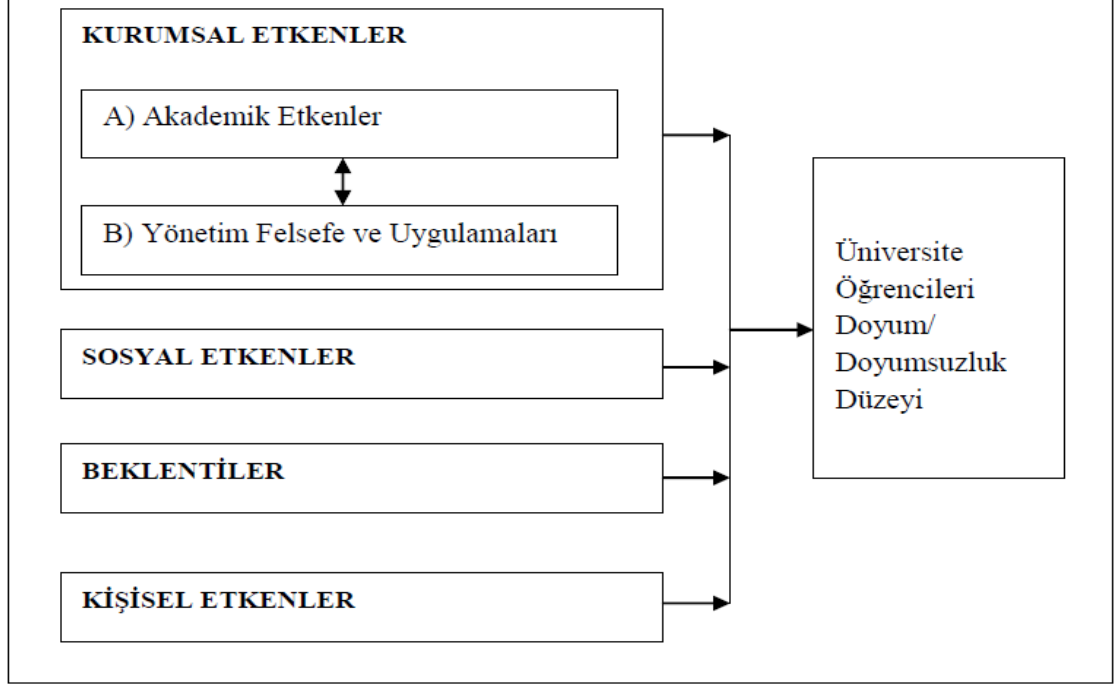 KURUMSAL ETKENLER
A) Akademik Etkenler
B) Yönetim Felsefe ve Uygulamaları
SOSYAL ETKENLER
BEKLENTİLER
KİŞİSEL ETKENLER
Üniversite
Öğrencileri
Doyum/
Doyumsuzluk
Düzeyi